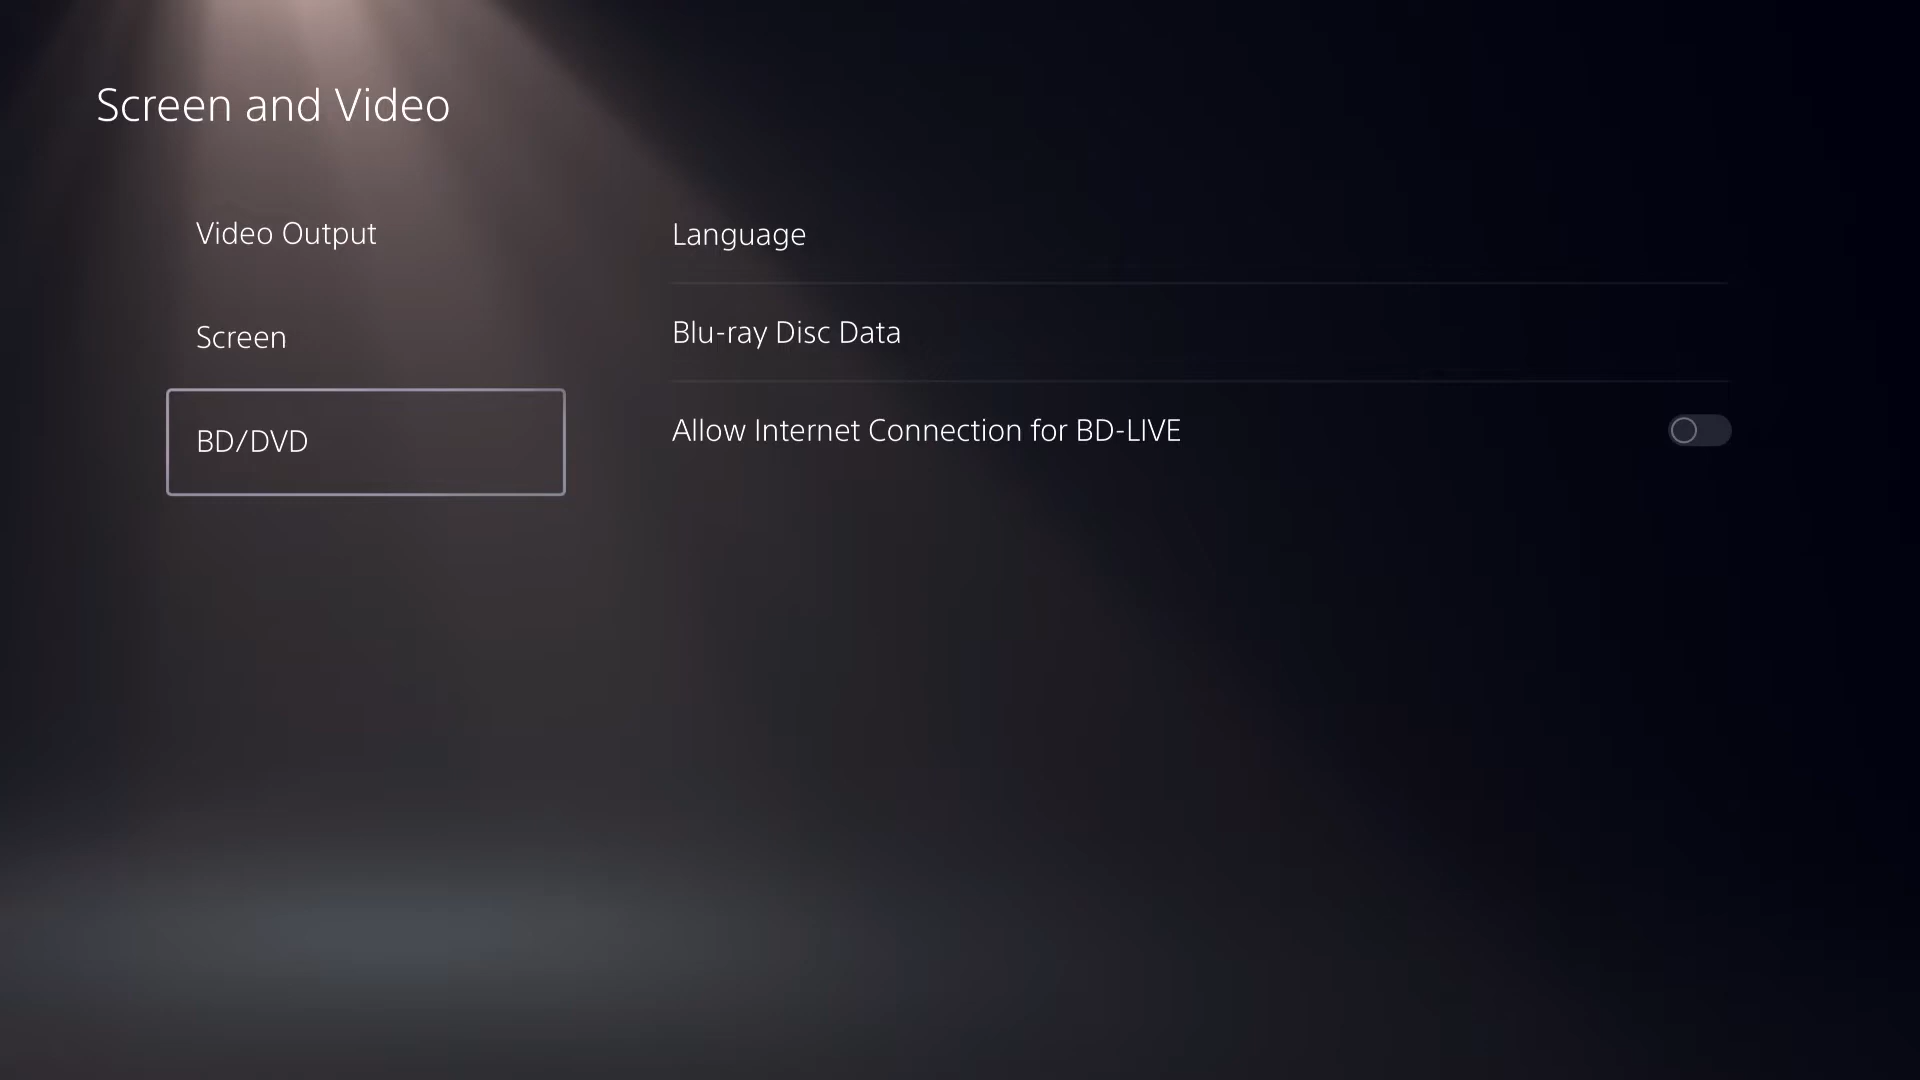 Screen and Video
Video Output
Screen
BD/DVD
Language
Blu-ray Disc Data
Allow Internet Connection for BD-LIVE